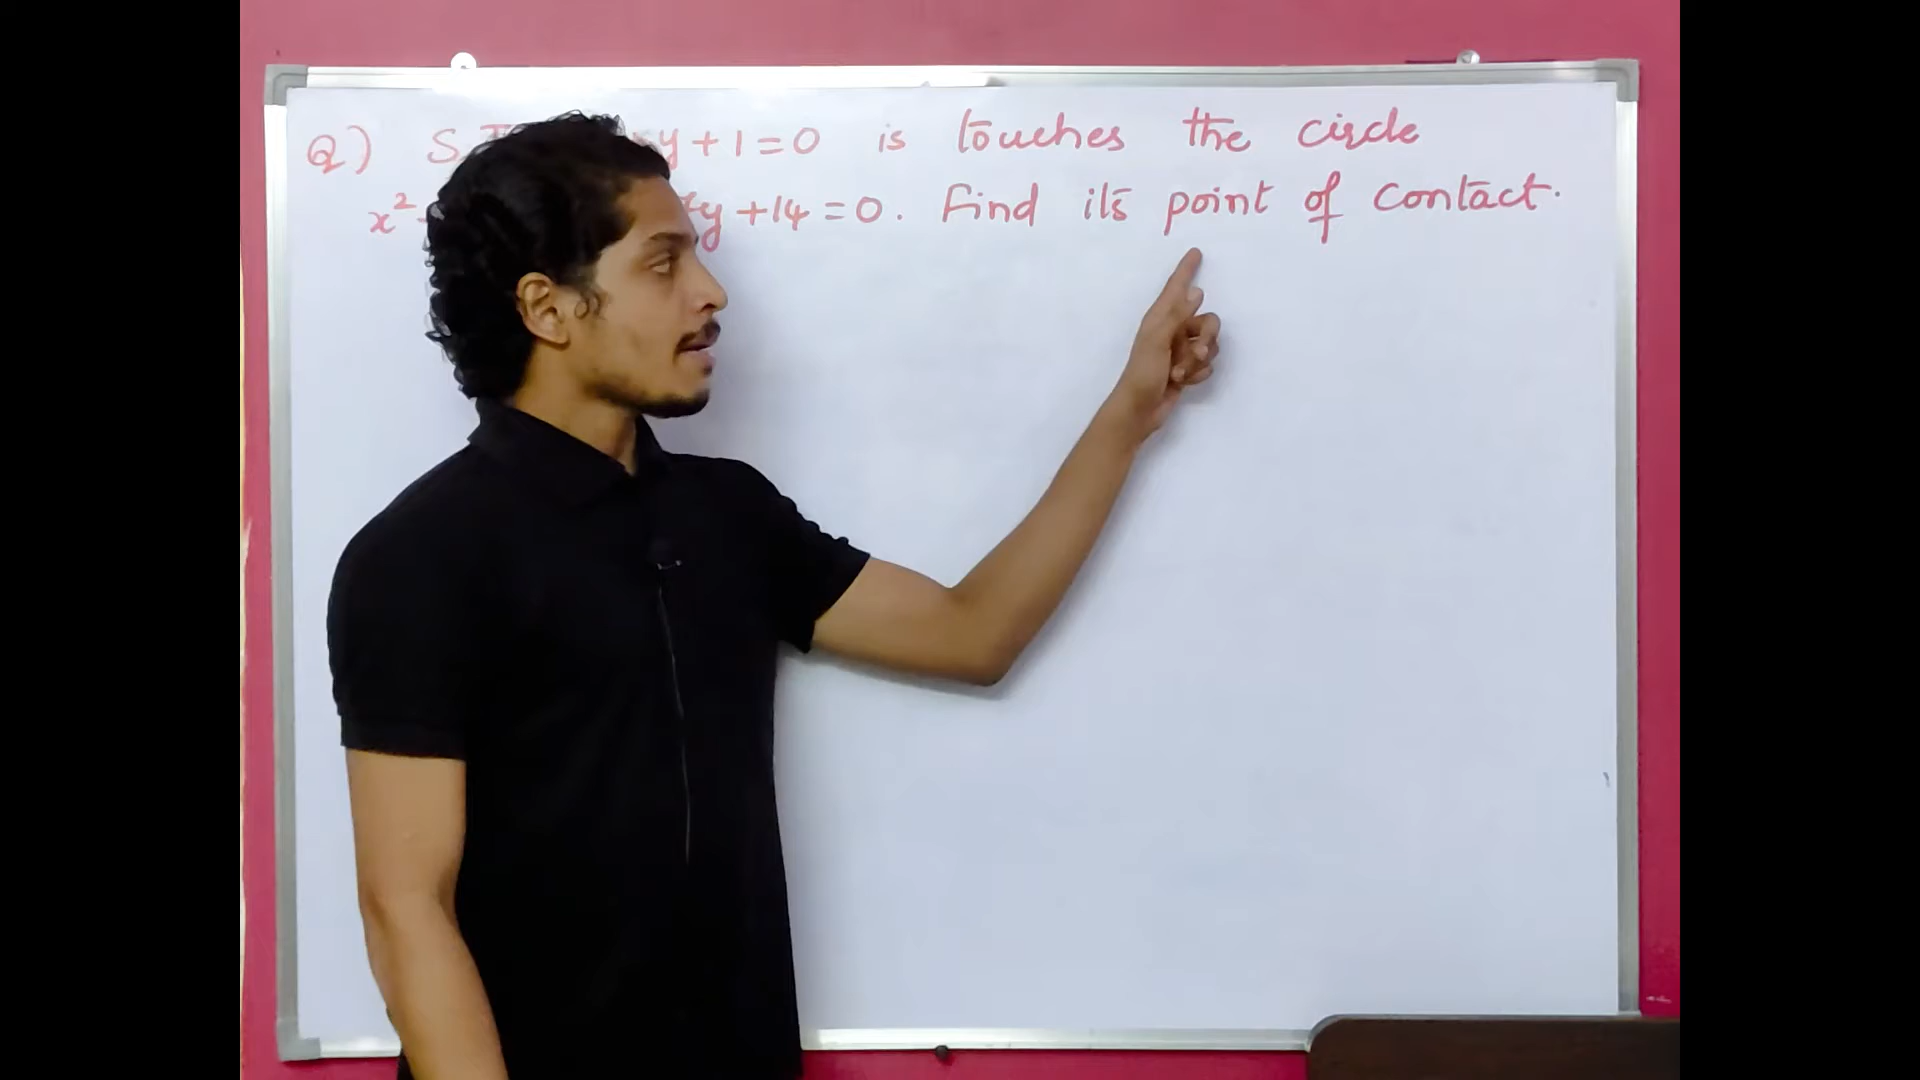 Q) S y+1=0 is touches the circle
x² y+14=0. Find its point of contact.